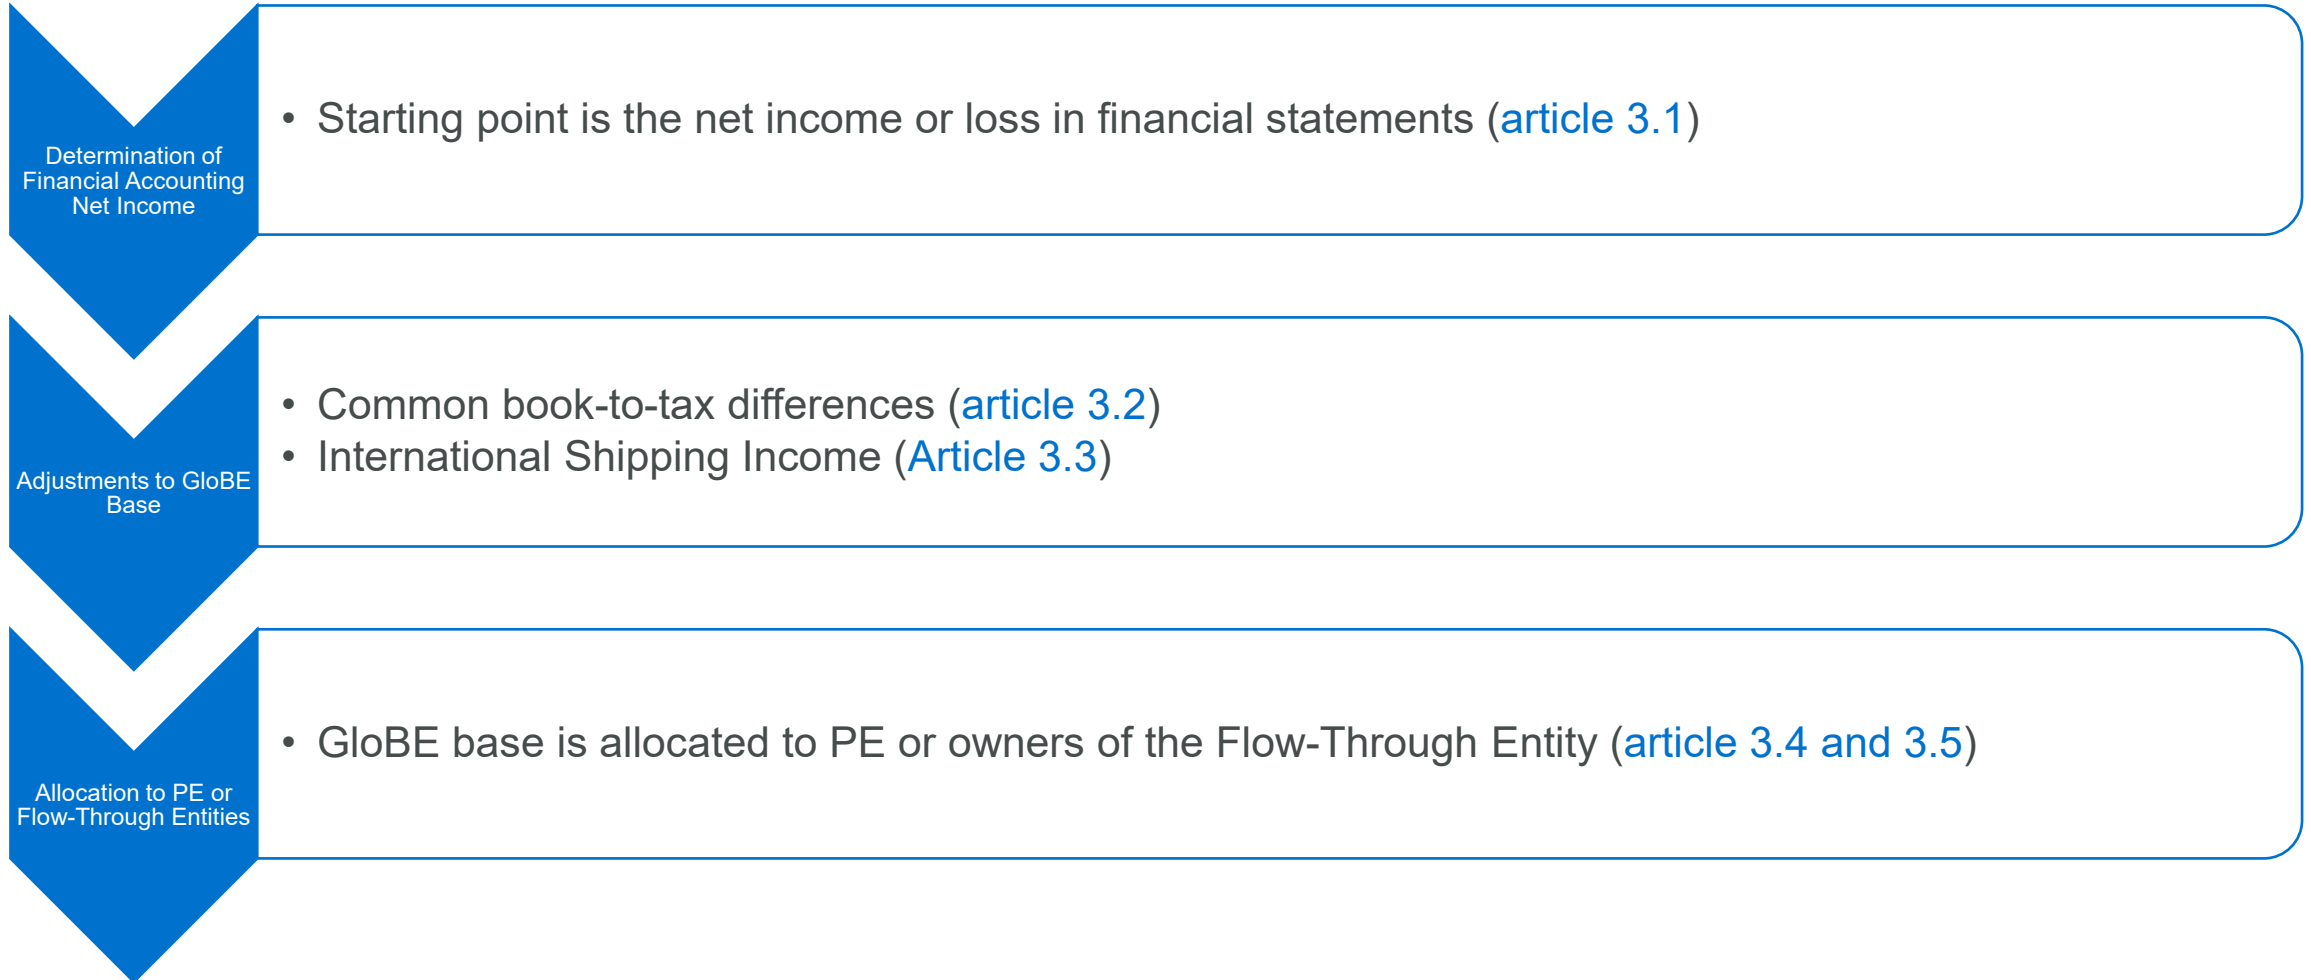 Determination of
Financial Accounting
Net Income
• Starting point is the net income or loss in financial statements (article 3.1)
Adjustments to GloBE
Base
• Common book-to-tax differences (article 3.2)
• International Shipping Income (Article 3.3)
Allocation to PE or
Flow-Through Entities
• GloBE base is allocated to PE or owners of the Flow-Through Entity (article 3.4 and 3.5)